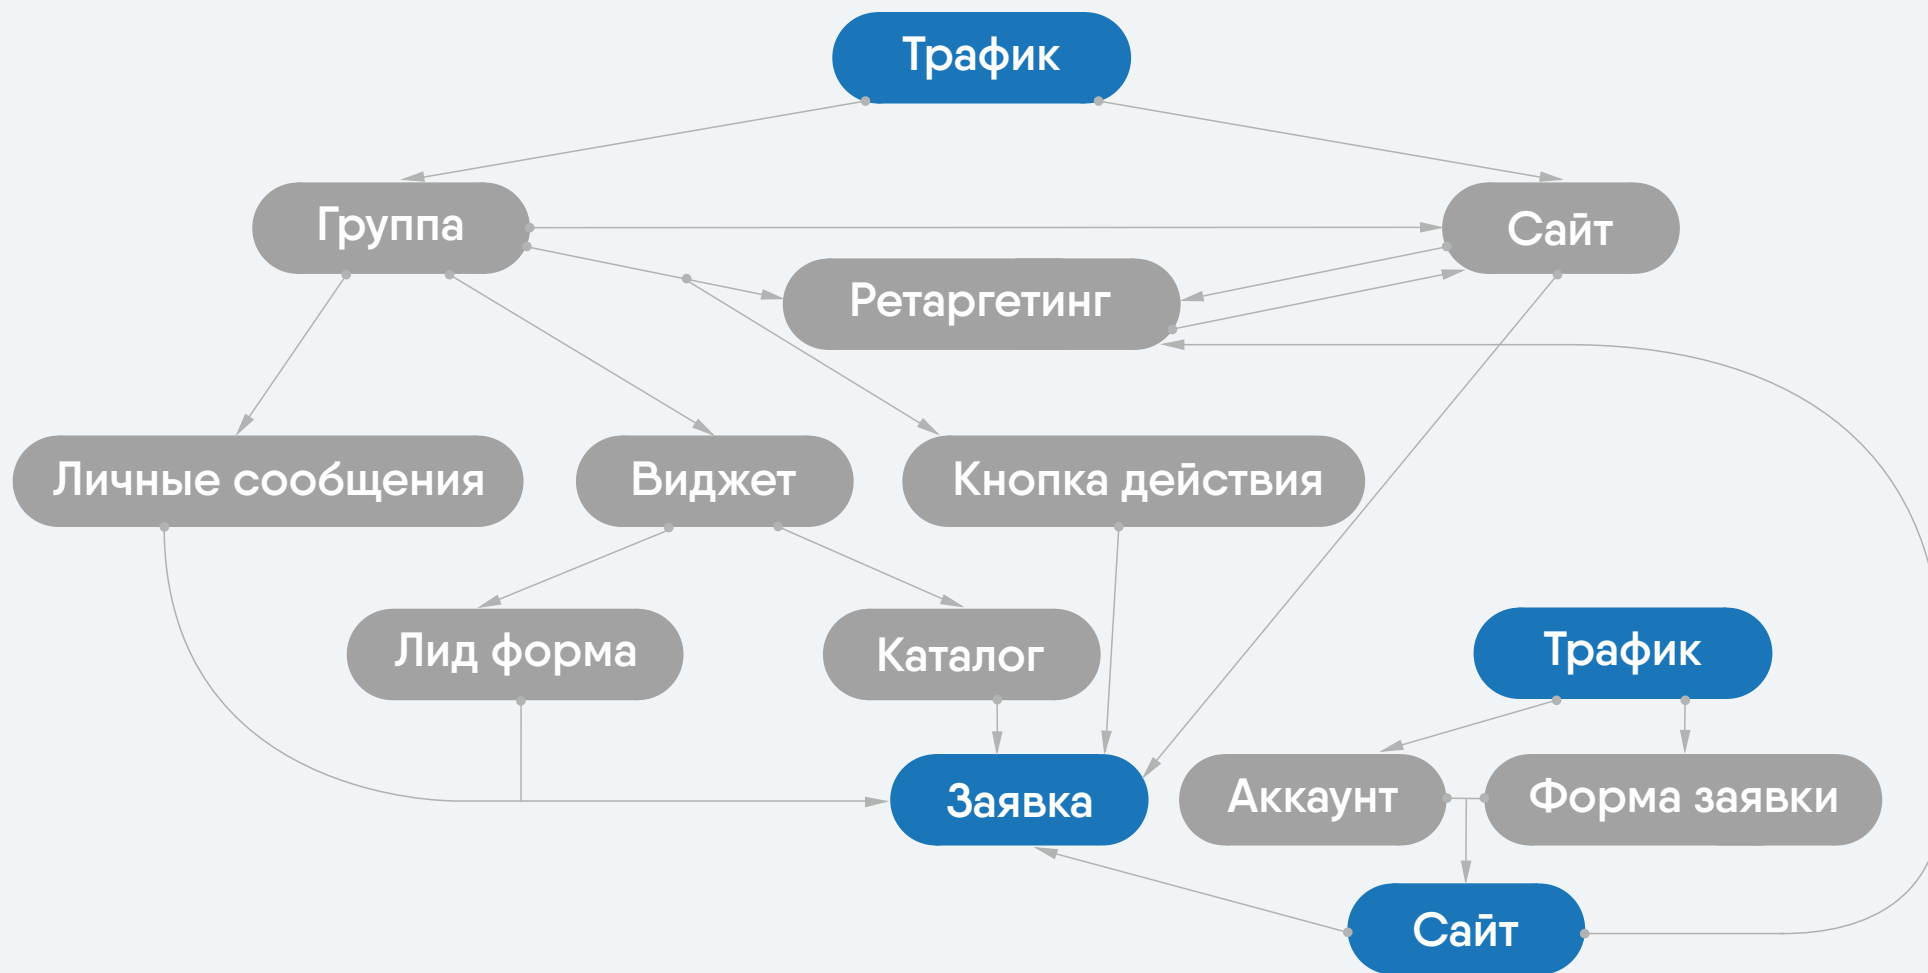 Трафик
Группа
Сайт
Ретаргетинг
Личные сообщения
Виджет
Кнопка действия
Лид форма
Каталог
Трафик
Заявка
Аккаунт
Форма заявки
Сайт